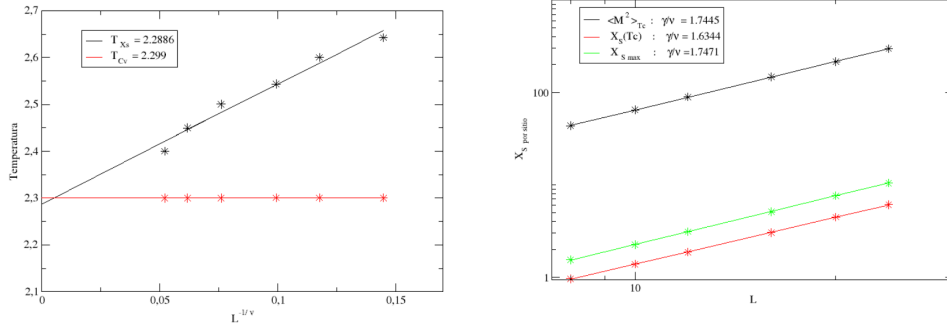 2,7
2,6
2,5
2,4
2,3
2,2
2,1
Temperatura
T_Xs = 2.2886
T_Cv = 2.299
0
0,05
0,1
0,15
L^-1/ν
<M²>_Tc : γ/ν = 1.7445
X_S(Tc) : γ/ν = 1.6344
X_S max : γ/ν = 1.7471
100
1
X_S por sitio
10
L